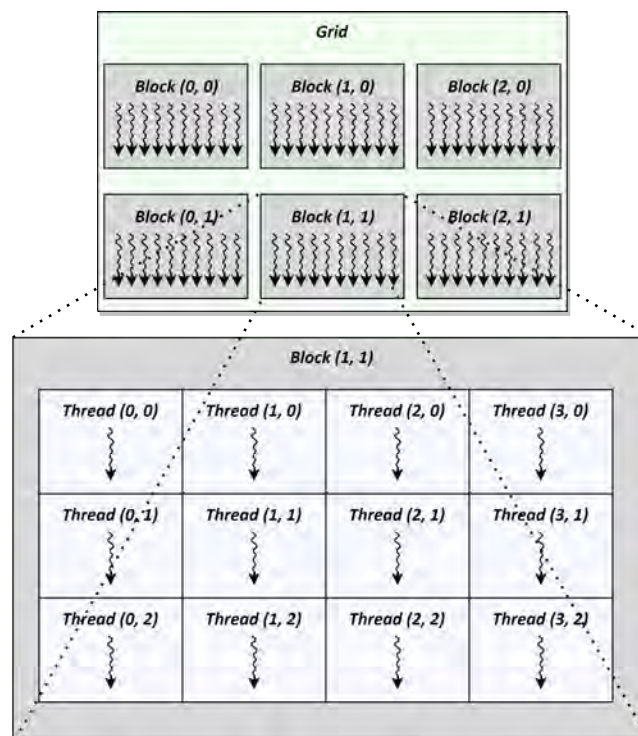 Grid
Block (0, 0) Block (1, 0) Block (2, 0)
Block (0, 1) Block (1, 1) Block (2, 1)
Block (1, 1)
Thread (0, 0) Thread (1, 0) Thread (2, 0) Thread (3, 0)
Thread (0, 1) Thread (1, 1) Thread (2, 1) Thread (3, 1)
Thread (0, 2) Thread (1, 2) Thread (2, 2) Thread (3, 2)